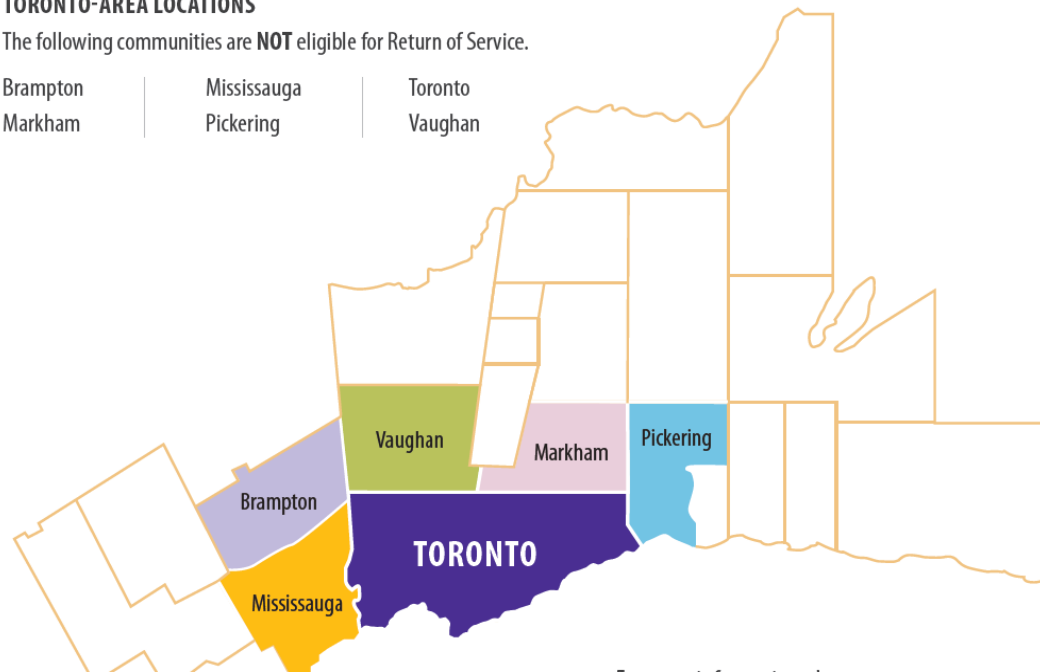 TORONTO-AREA LOCATIONS
The following communities are NOT eligible for Return of Service.
Brampton Mississauga Toronto
Markham Pickering Vaughan
Vaughan
Markham
Pickering
Brampton
TORONTO
Mississauga